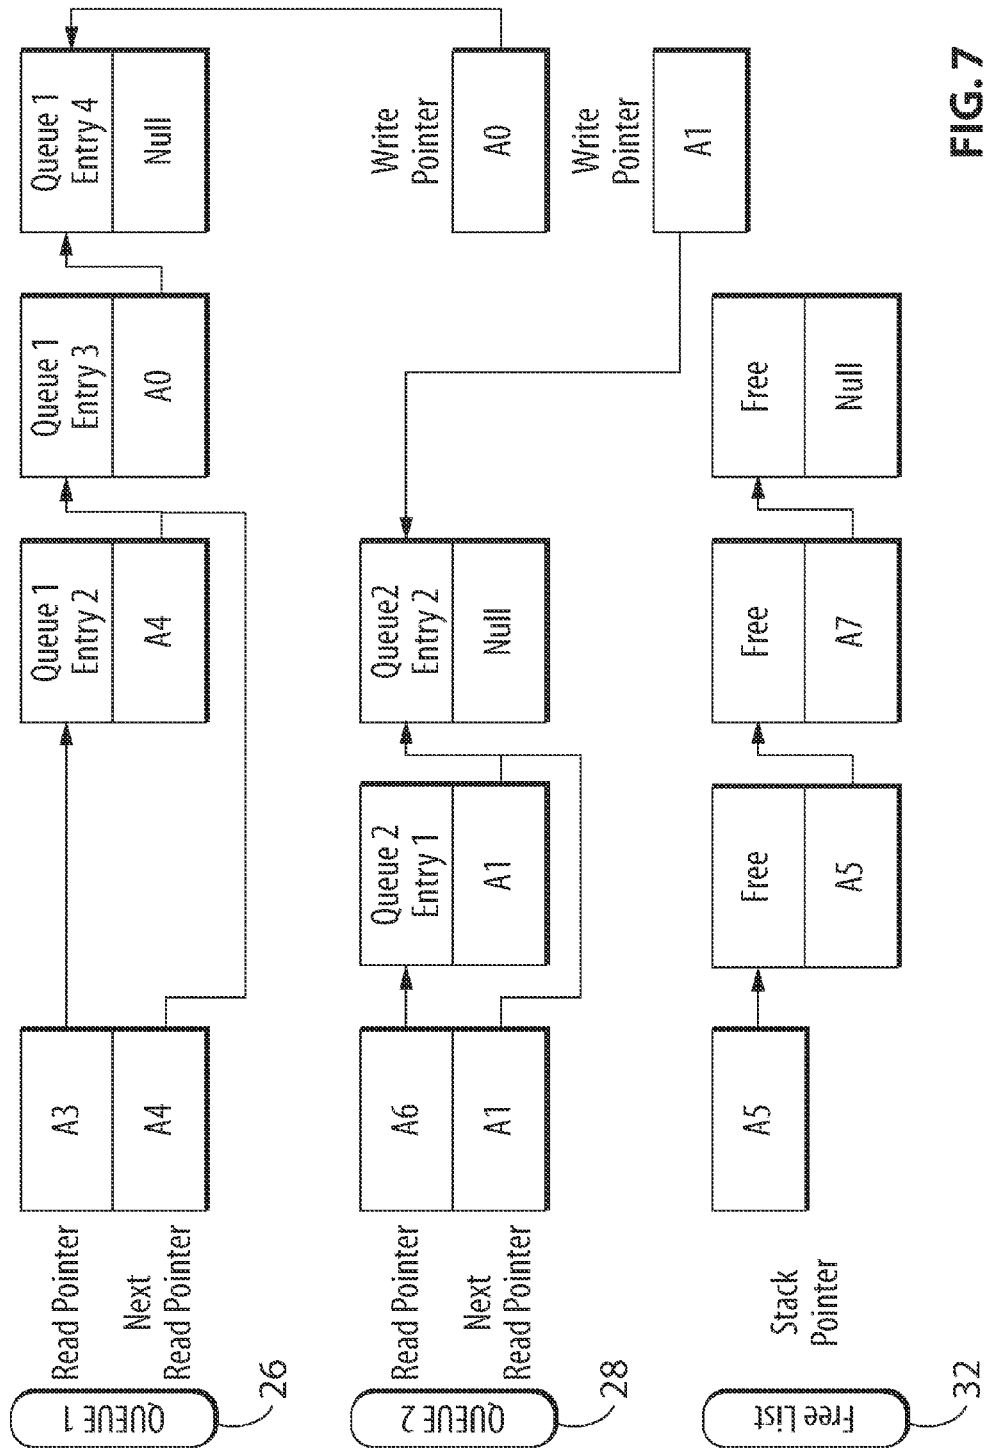 QUEUE 1
26
Read Pointer
Next
Read Pointer
A3
A4
Queue 1
Entry 2
A4
Queue 1
Entry 3
A0
Queue 1
Entry 4
Null
QUEUE 2
28
Read Pointer
Next
Read Pointer
A6
A1
Queue 2
Entry 1
A1
Queue2
Entry 2
Null
Write
Pointer
A0
Write
Pointer
A1
Free List
32
Stack
Pointer
A5
Free
A5
Free
A7
Free
Null
FIG. 7